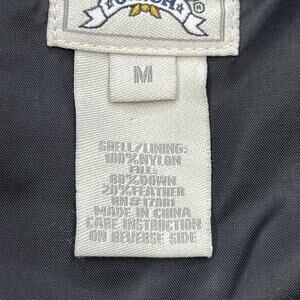 ®
M
SHELL/LINING:
100%NYLON
FILL:
80%DOWN
20%FEATHER
RN#17901
MADE IN CHINA
CARE INSTRUCTION
ON REVERSE SIDE